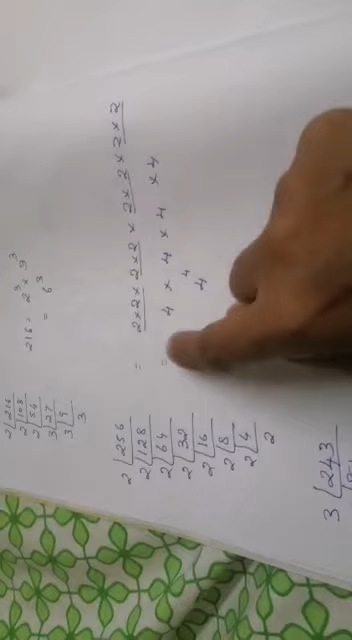 2 | 216
2 | 108
2 | 54
3 | 27
3 | 9
3
216 = 2³ × 3³
= 6³
2 | 256
2 | 128
2 | 64
2 | 32
2 | 16
2 | 8
2 | 4
2
= 2×2 × 2×2 × 2×2 × 2×2
= 4 × 4 × 4 × 4
4⁴
3 | 243